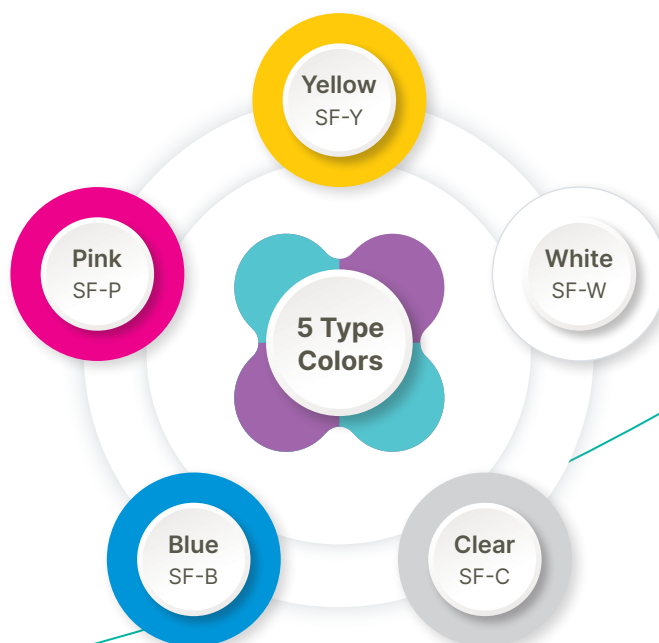 Yellow
SF-Y
Pink
SF-P
White
SF-W
5 Type
Colors
Blue
SF-B
Clear
SF-C